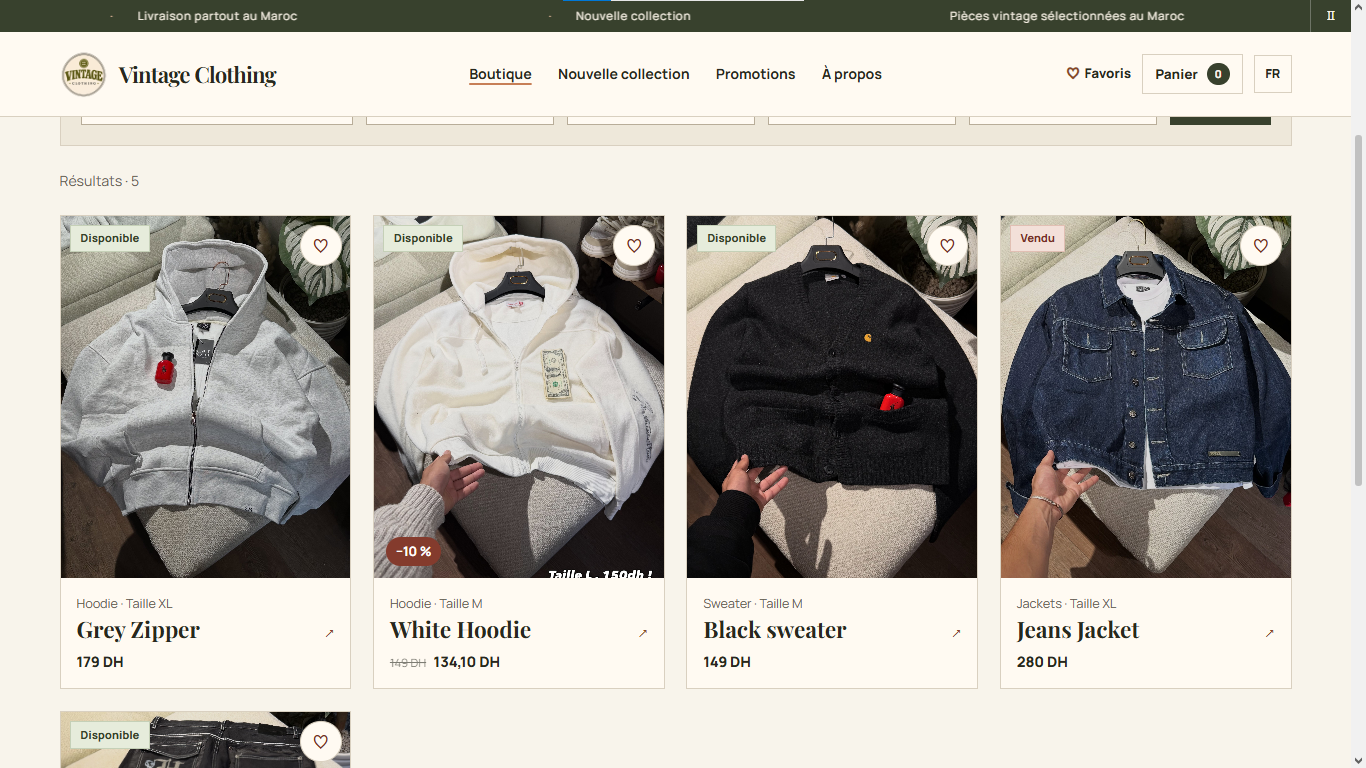 Livraison partout au Maroc
Nouvelle collection
Pièces vintage sélectionnées au Maroc
VINTAGE
CLOTHING
Vintage Clothing
Boutique
Nouvelle collection
Promotions
À propos
Favoris
Panier 0
FR
Résultats · 5
Disponible
Disponible
Disponible
Vendu
−10 %
Taille L . 150dh !
Hoodie · Taille XL
Grey Zipper
179 DH
Hoodie · Taille M
White Hoodie
149 DH 134,10 DH
Sweater · Taille M
Black sweater
149 DH
Jackets · Taille XL
Jeans Jacket
280 DH
Disponible